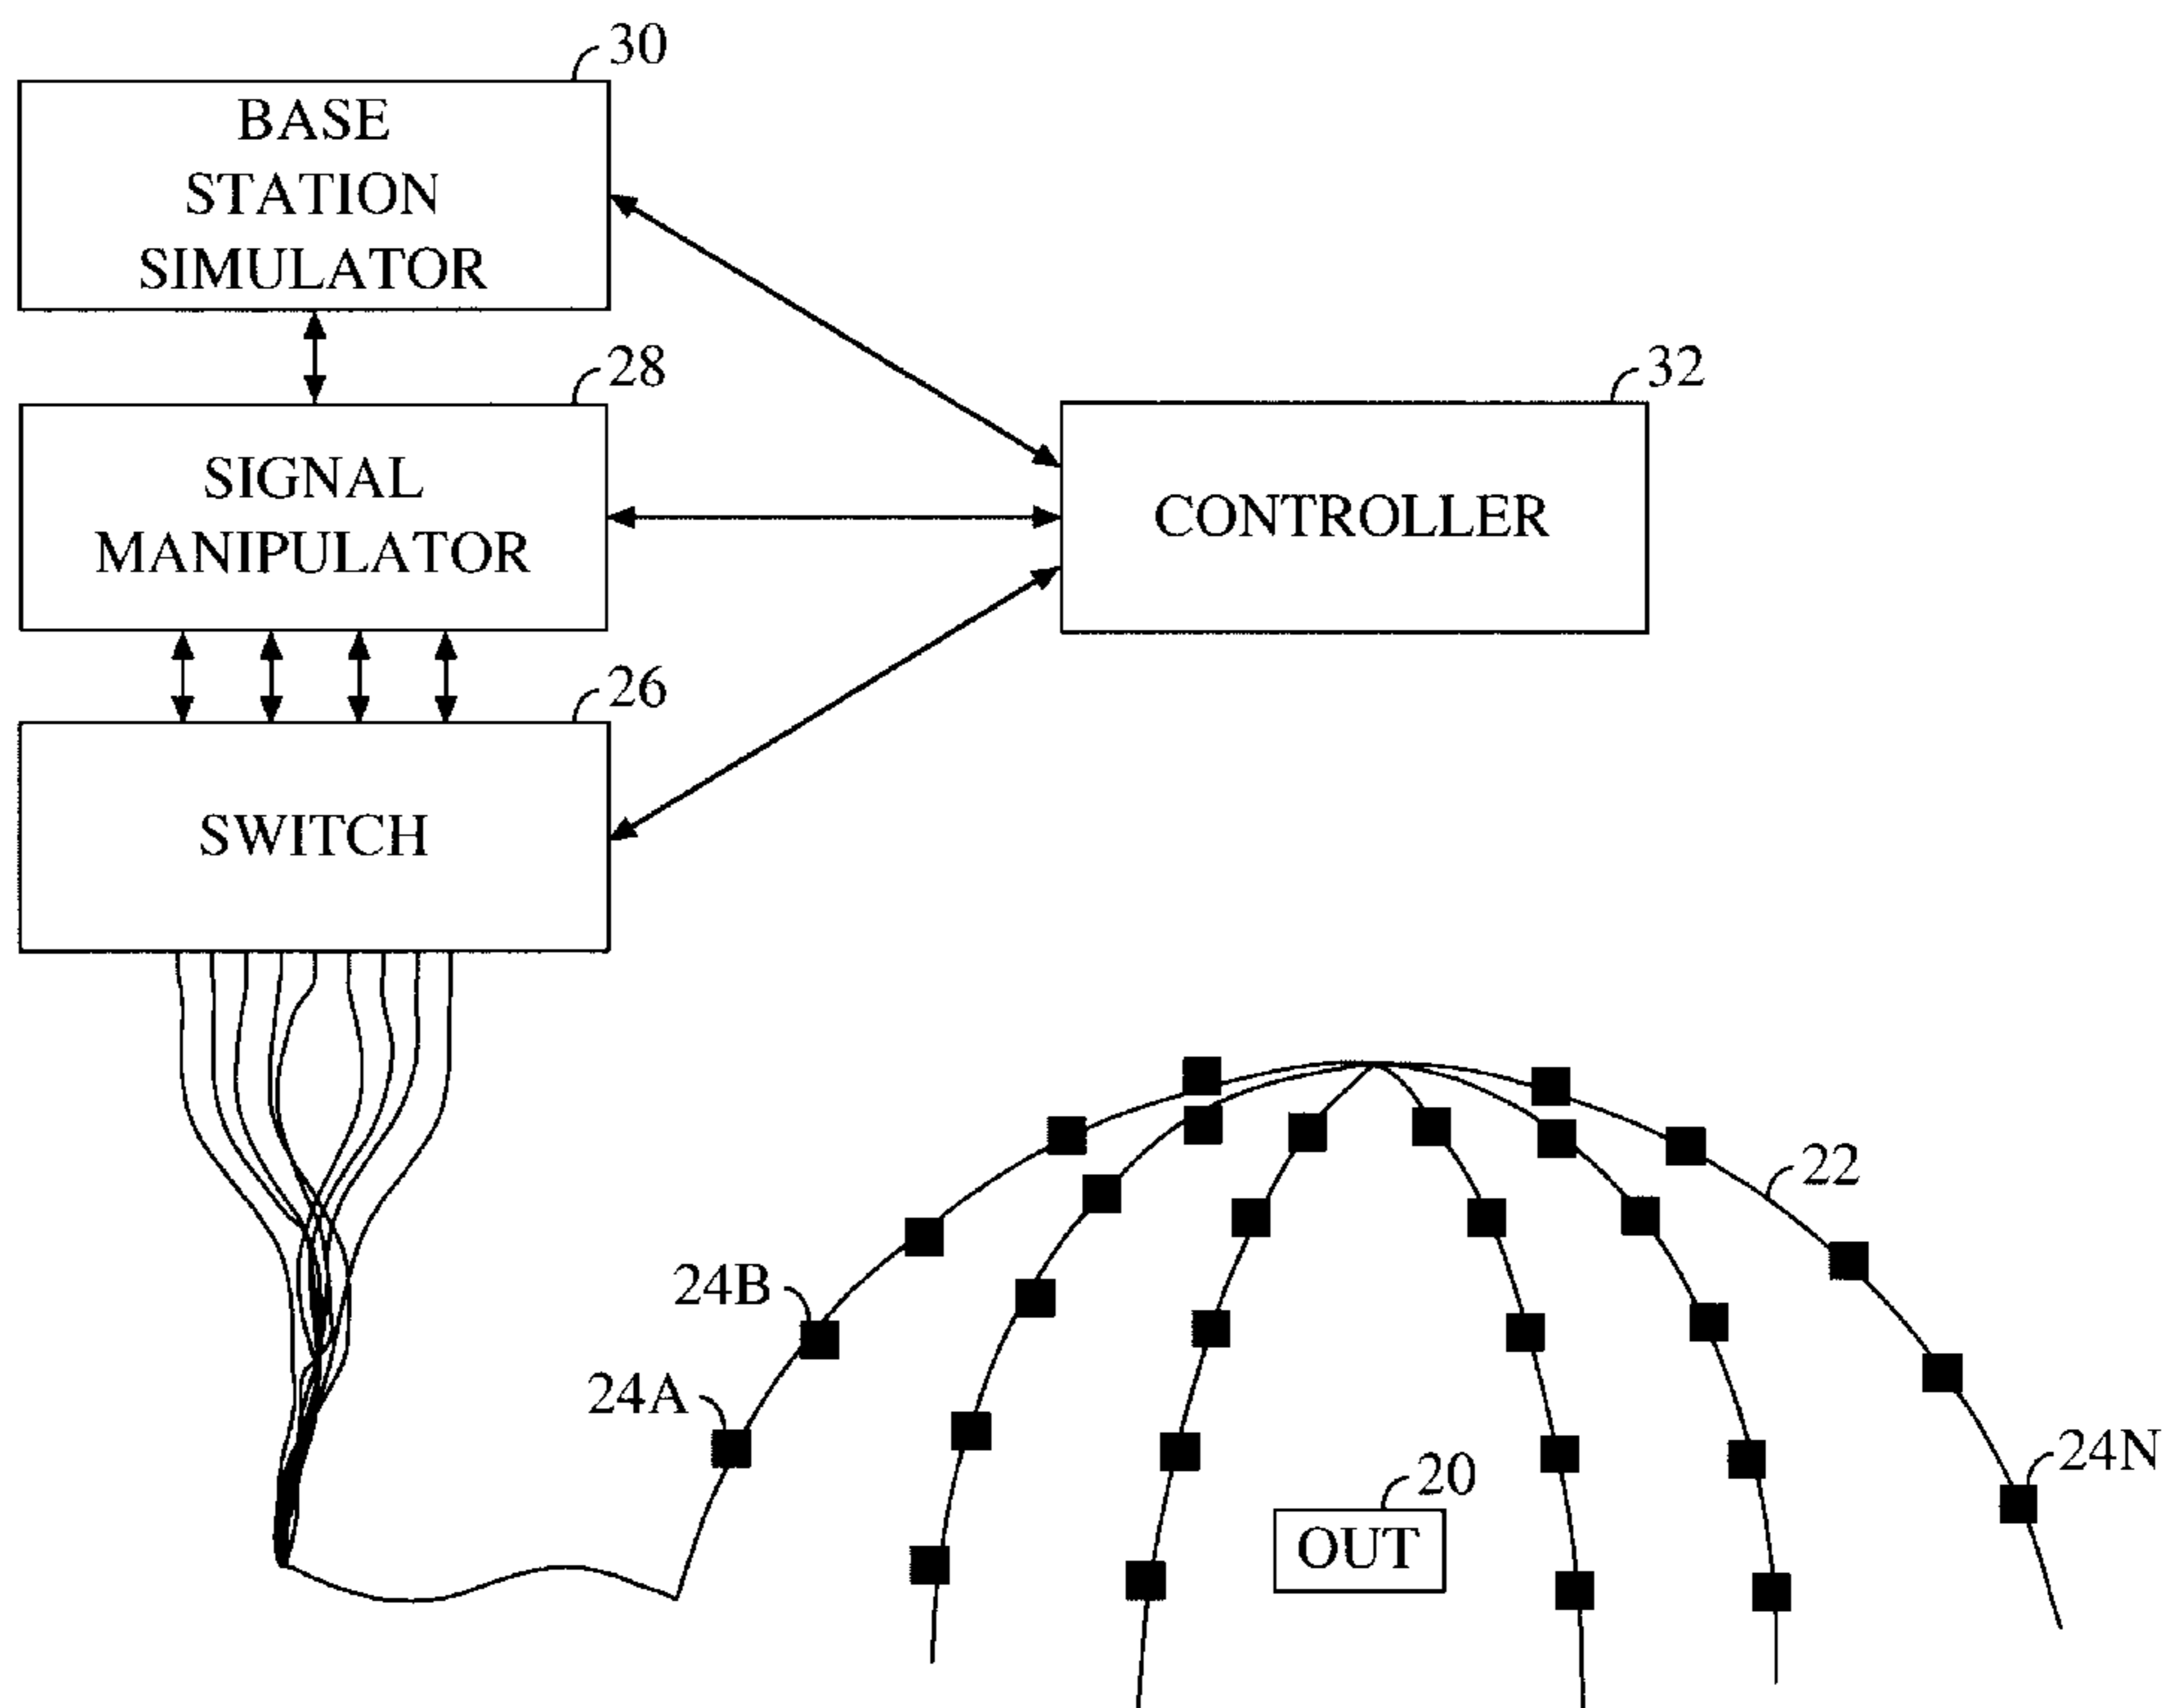 30
BASE
STATION
SIMULATOR
28
32
SIGNAL
MANIPULATOR
CONTROLLER
26
SWITCH
22
24B
24A
24N
20
OUT